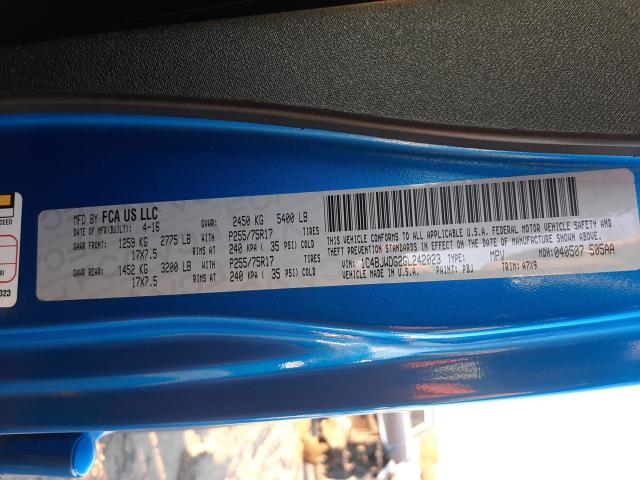 MFD BY FCA US LLC
DATE OF MFR(BUILT): 4-16 GVWR: 2450 KG 5400 LB
GAWR FRONT: 1259 KG 2775 LB WITH P255/75R17 TIRES
17X7.5 RIMS AT 240 KPA ( 35 PSI) COLD
GAWR REAR: 1452 KG 3200 LB WITH P255/75R17 TIRES
17X7.5 RIMS AT 240 KPA ( 35 PSI) COLD
THIS VEHICLE CONFORMS TO ALL APPLICABLE U.S.A. FEDERAL MOTOR VEHICLE SAFETY AND
THEFT PREVENTION STANDARDS IN EFFECT ON THE DATE OF MANUFACTURE SHOWN ABOVE.
VEHICLE MADE IN U.S.A. MDH: 040507 505AA
VIN: 1C4BJWDG2GL242023 TYPE: MPV
PAINT: PBJ TRIM: A7X9
CEED
023